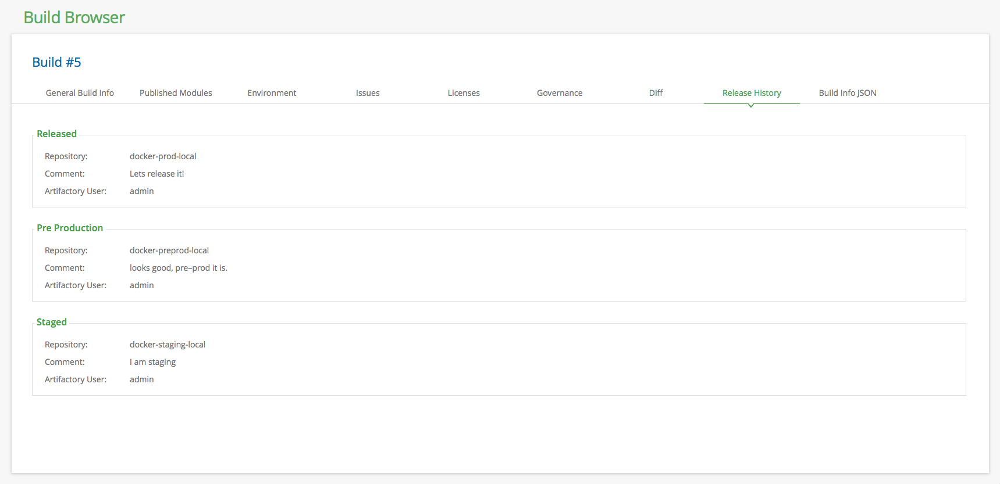 Build Browser
Build #5
General Build Info Published Modules Environment Issues Licenses Governance Diff Release History Build Info JSON
Released
Repository: docker-prod-local
Comment: Lets release it!
Artifactory User: admin
Pre Production
Repository: docker-preprod-local
Comment: looks good, pre–prod it is.
Artifactory User: admin
Staged
Repository: docker-staging-local
Comment: I am staging
Artifactory User: admin